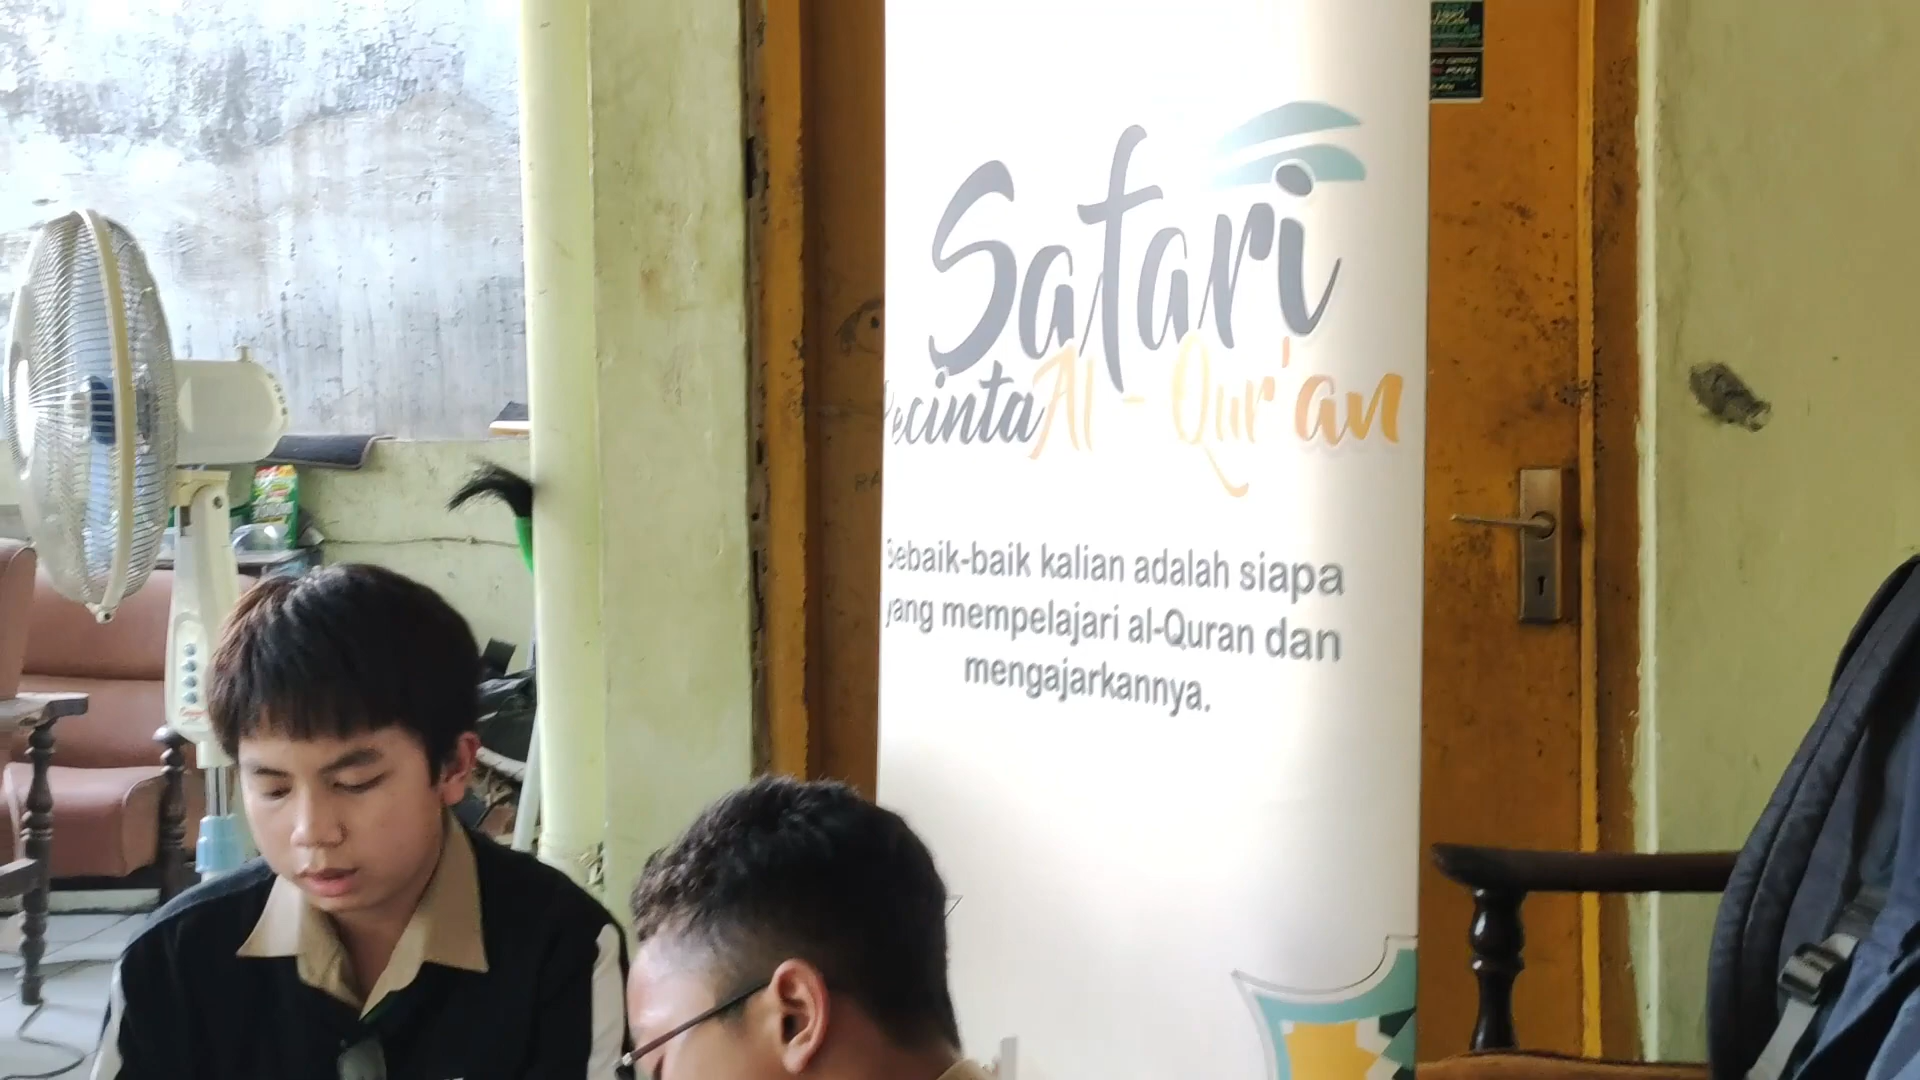 Safari
Pecinta Al - Qur'an
Sebaik-baik kalian adalah siapa
yang mempelajari al-Quran dan
mengajarkannya.